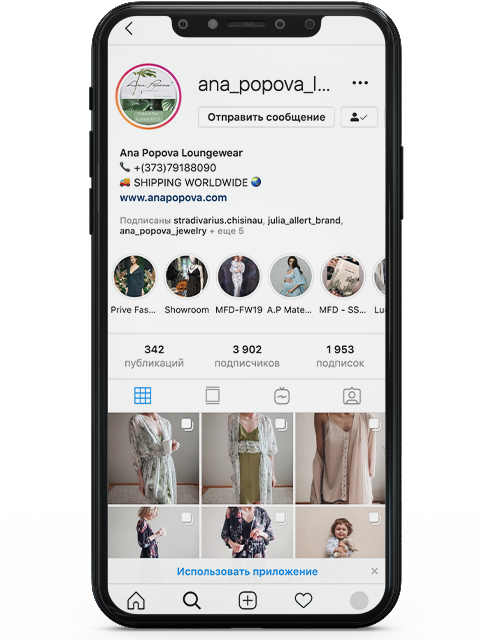 ana_popova_l...
Отправить сообщение
Ana Popova Loungewear
+(373)79188090
SHIPPING WORLDWIDE
www.anapopova.com
Подписаны stradivarius.chisinau, julia_allert_brand,
ana_popova_jewelry + еще 5
Prive Fas... Showroom MFD-FW19 A.P Mate... MFD - SS... Lu
342 3 902 1 953
публикаций подписчиков подписок
Использовать приложение